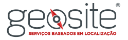 geosite®
SERVIÇOS BASEADOS EM LOCALIZAÇÃO